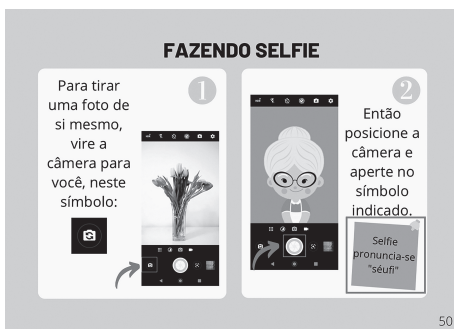 FAZENDO SELFIE
1
Para tirar
uma foto de
si mesmo,
vire a
câmera para
você, neste
símbolo:
2
Então
posicione a
câmera e
aperte no
símbolo
indicado.
Selfie
pronuncia-se
"séufi"
50